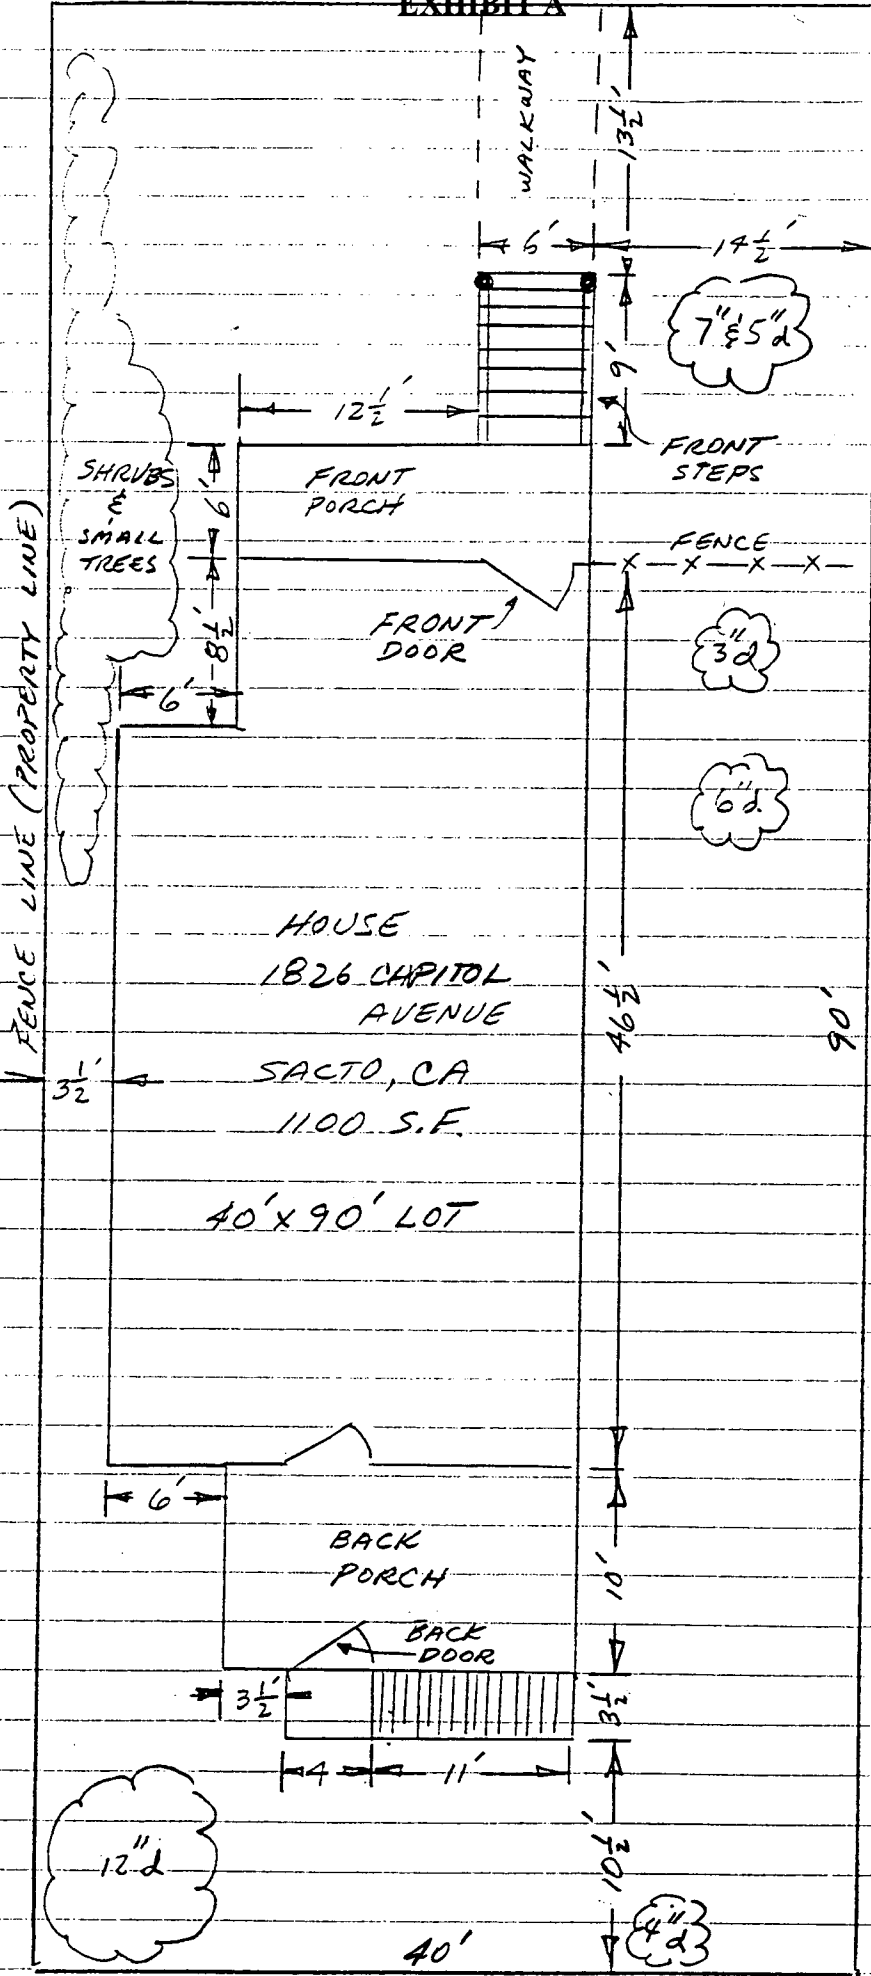 EXHIBIT A
WALKWAY
13½'
6'
14½'
9'
7" & 5" d
12½'
FRONT
STEPS
SHRUBS
&
SMALL
TREES
6'
FRONT
PORCH
FENCE
8½'
FRONT
DOOR
3" d
6'
6" d.
FENCE LINE (PROPERTY LINE)
HOUSE
1826 CAPITOL
AVENUE
SACTO, CA
1100 S.F.
40' X 90' LOT
46½'
90'
3½'
6'
BACK
PORCH
10'
BACK
DOOR
3½'
3½'
4
11'
10½'
12" d
4" d
40'